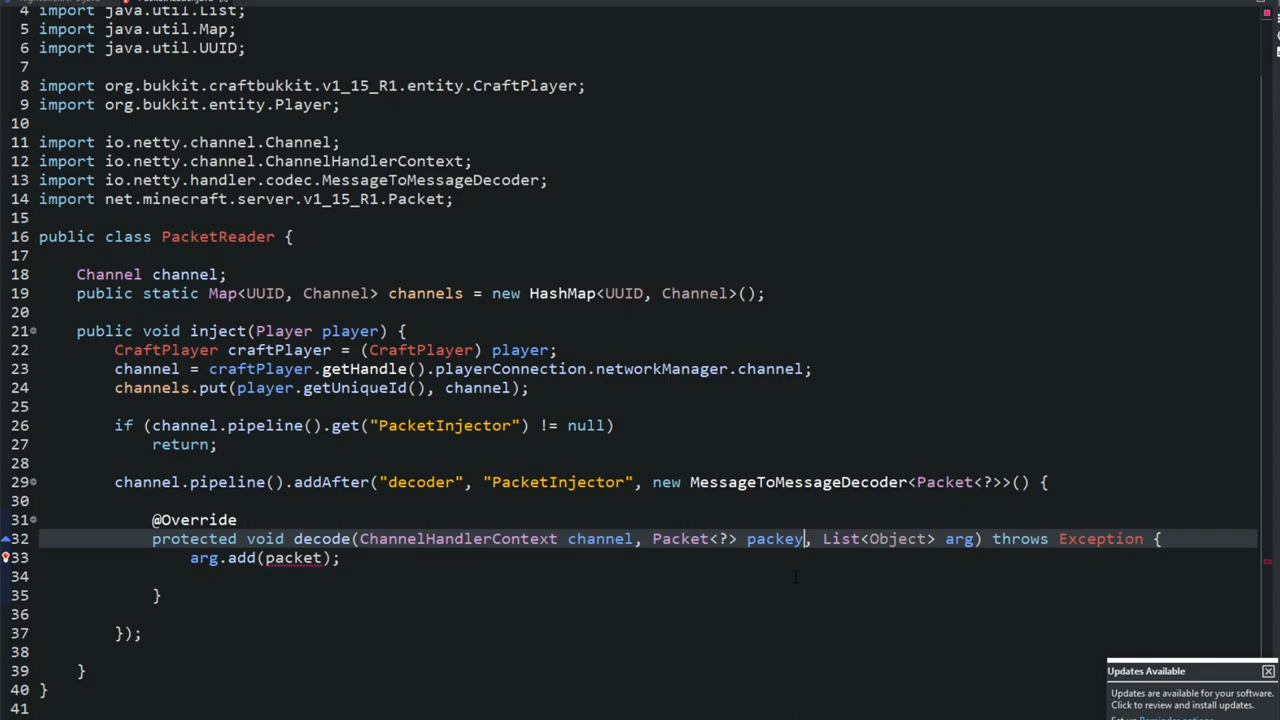 4 import java.util.List;
5 import java.util.Map;
6 import java.util.UUID;
7
8 import org.bukkit.craftbukkit.v1_15_R1.entity.CraftPlayer;
9 import org.bukkit.entity.Player;
10
11 import io.netty.channel.Channel;
12 import io.netty.channel.ChannelHandlerContext;
13 import io.netty.handler.codec.MessageToMessageDecoder;
14 import net.minecraft.server.v1_15_R1.Packet;
15
16 public class PacketReader {
17
18 Channel channel;
19 public static Map<UUID, Channel> channels = new HashMap<UUID, Channel>();
20
21 public void inject(Player player) {
22 CraftPlayer craftPlayer = (CraftPlayer) player;
23 channel = craftPlayer.getHandle().playerConnection.networkManager.channel;
24 channels.put(player.getUniqueId(), channel);
25
26 if (channel.pipeline().get("PacketInjector") != null)
27 return;
28
29 channel.pipeline().addAfter("decoder", "PacketInjector", new MessageToMessageDecoder<Packet<?>>() {
30
31 @Override
32 protected void decode(ChannelHandlerContext channel, Packet<?> packey, List<Object> arg) throws Exception {
33 arg.add(packet);
34
35 }
36
37 });
38
39 }
40 }
41
Updates Available
Updates are available for your software.
Click to review and install updates.